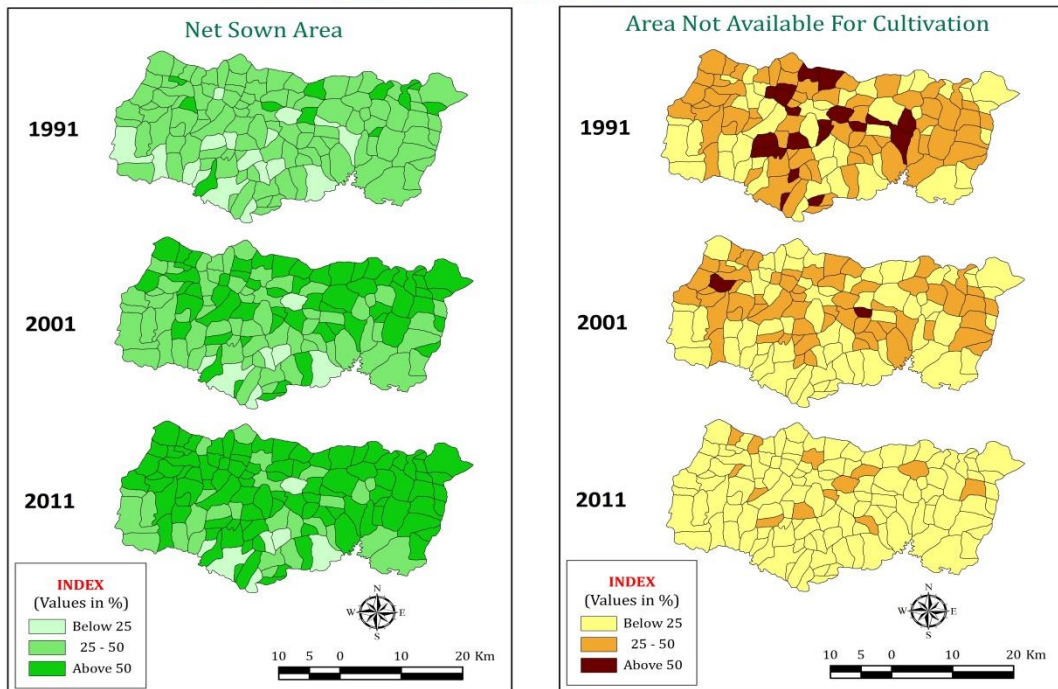 Net Sown Area
1991
2001
2011
INDEX
(Values in %)
Below 25
25 - 50
Above 50
N
W E
S
10 5 0 10 20 Km
Area Not Available For Cultivation
1991
2001
2011
INDEX
(Values in %)
Below 25
25 - 50
Above 50
N
W E
S
10 5 0 10 20 Km